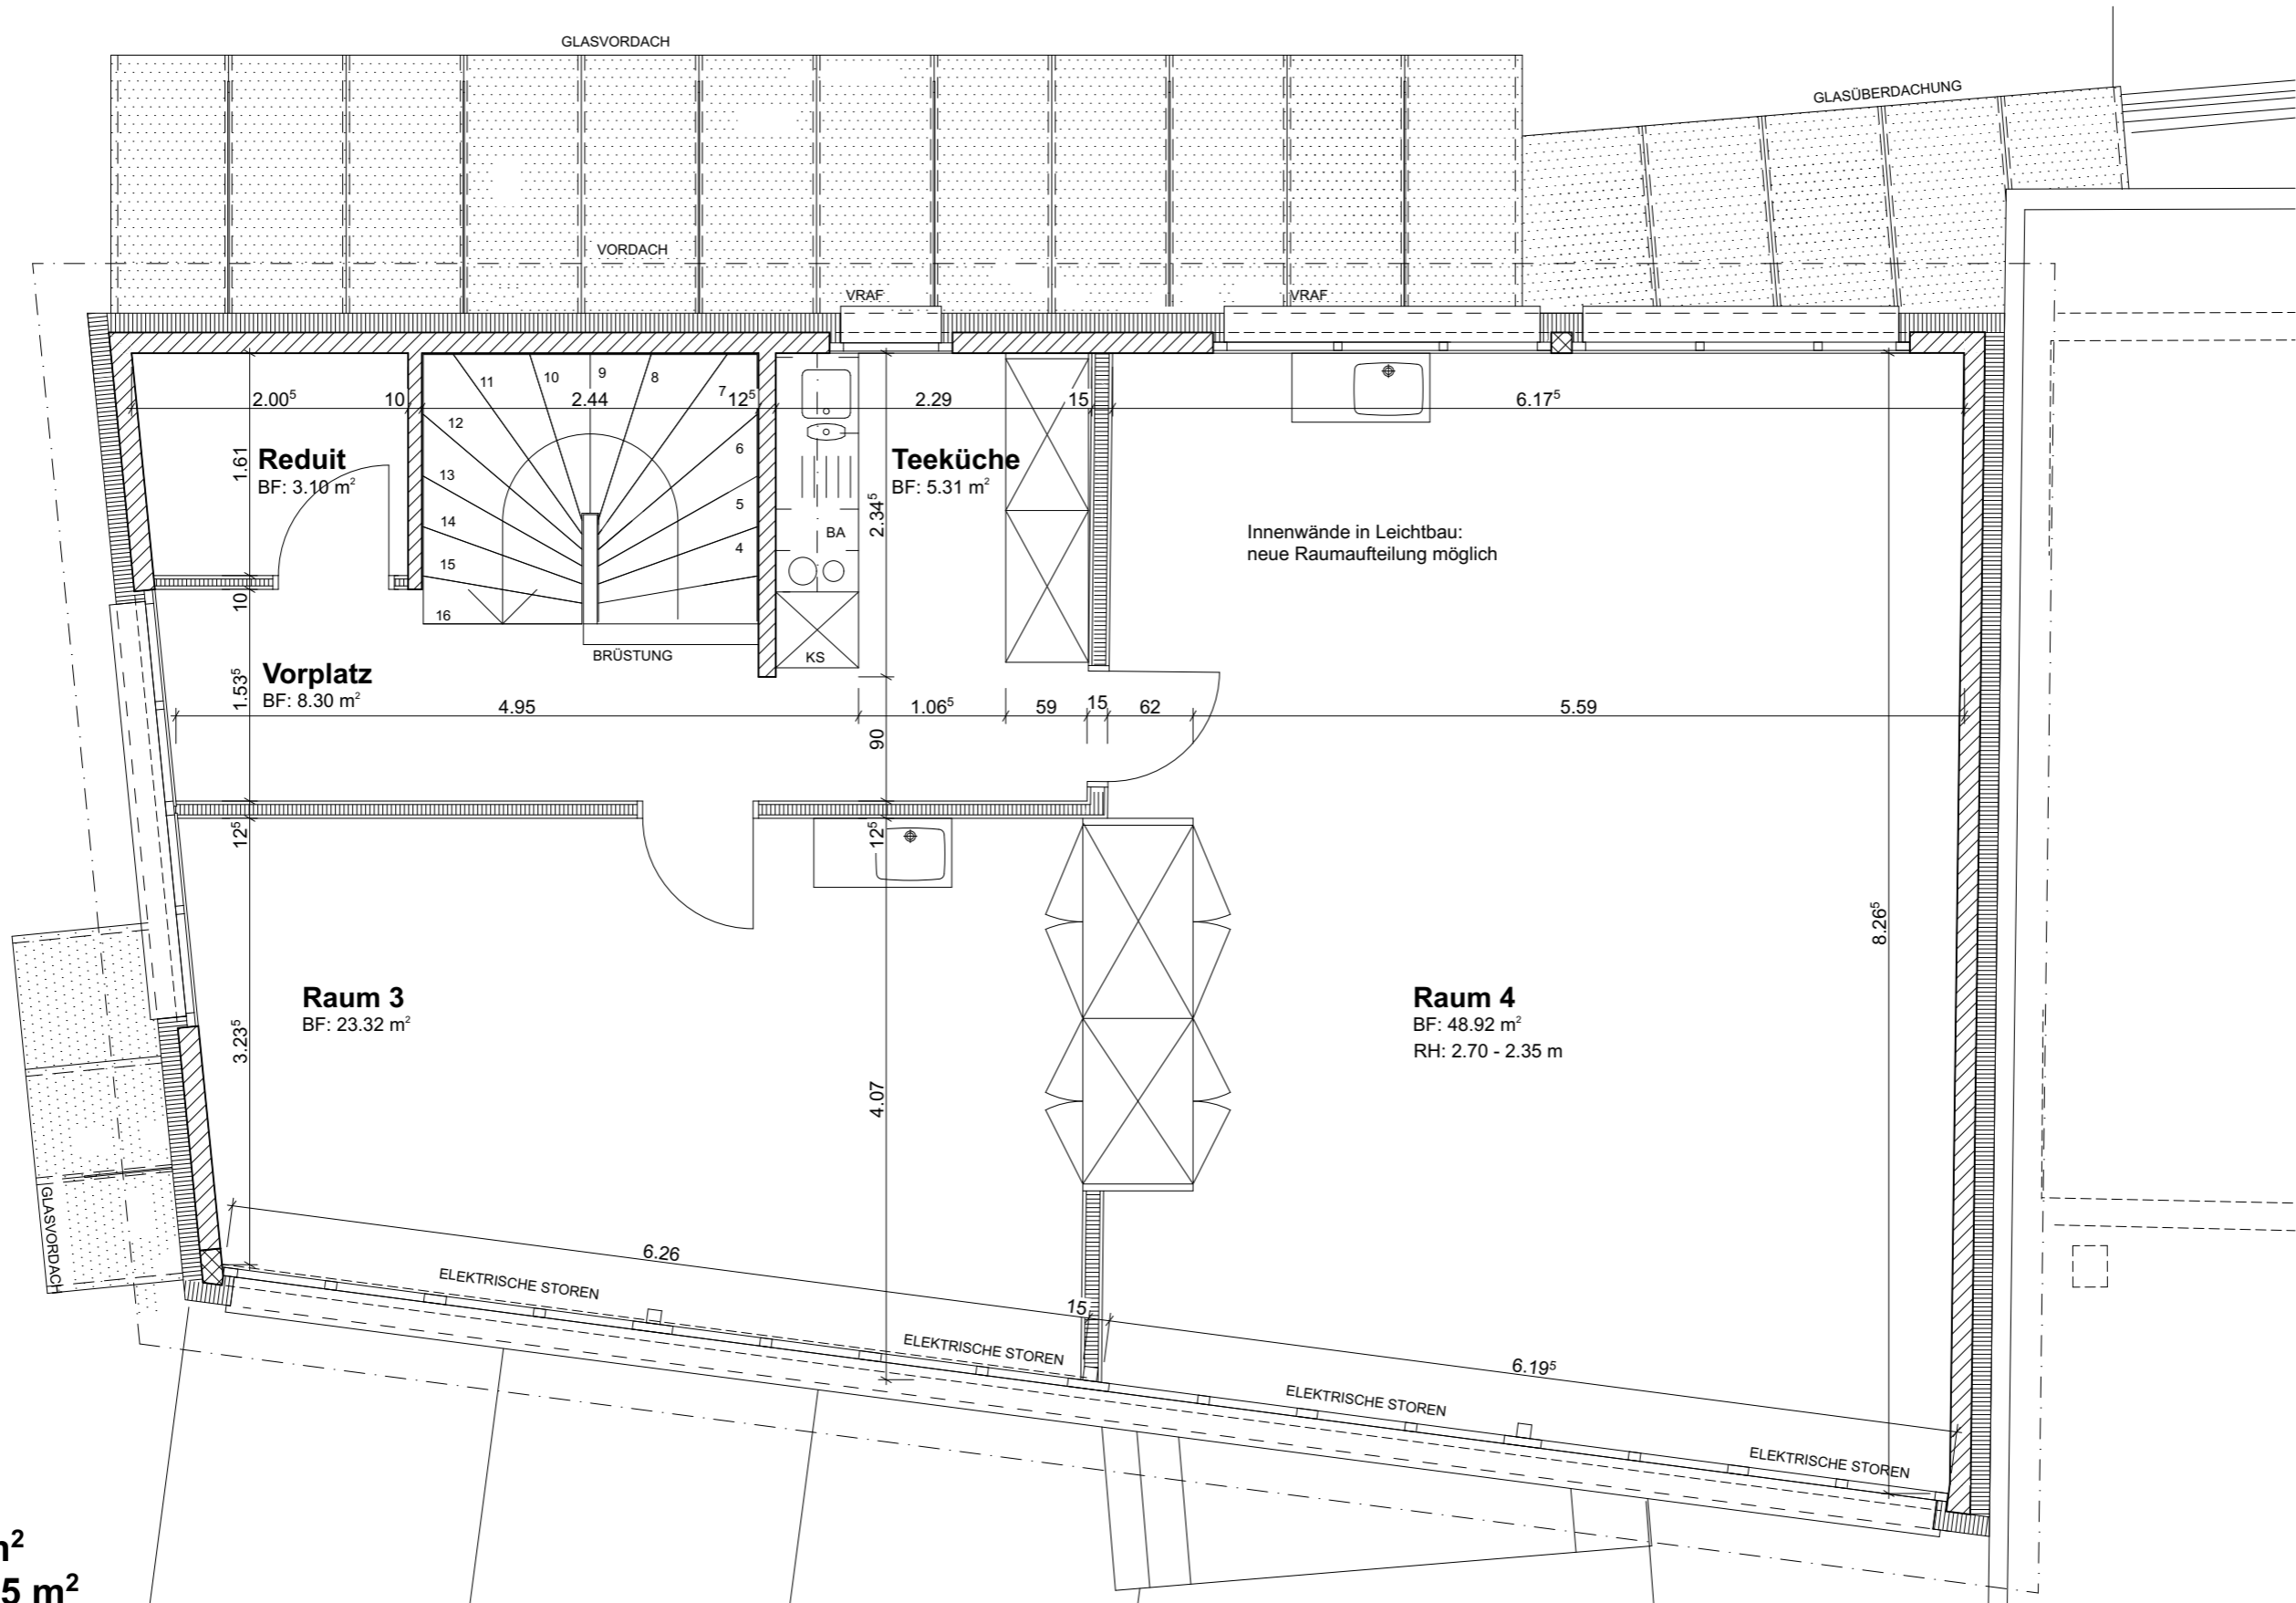 GLASVORDACH
GLASÜBERDACHUNG
VORDACH
VRAF
VRAF
2.00⁵
10
2.44
12⁵
2.29
15
6.17⁵
11
10
9
8
7
12
6
13
5
14
4
15
16
Reduit
BF: 3.10 m²
1.61
Teeküche
BF: 5.31 m²
2.34⁵
BA
KS
Innenwände in Leichtbau:
neue Raumaufteilung möglich
10
BRÜSTUNG
Vorplatz
BF: 8.30 m²
1.53⁵
4.95
1.06⁵
59
15
62
5.59
90
12⁵
12⁵
8.26⁵
Raum 3
BF: 23.32 m²
3.23⁵
4.07
Raum 4
BF: 48.92 m²
RH: 2.70 - 2.35 m
GLASVORDACH
6.26
15
6.19⁵
ELEKTRISCHE STOREN
ELEKTRISCHE STOREN
ELEKTRISCHE STOREN
ELEKTRISCHE STOREN
m²
5 m²